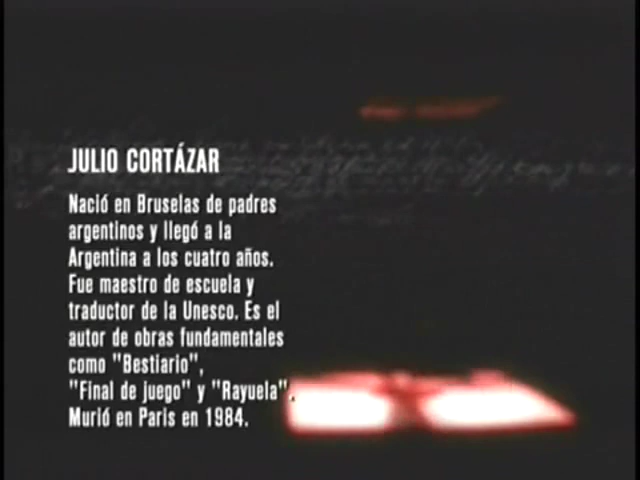 JULIO CORTÁZAR
Nació en Bruselas de padres
argentinos y llegó a la
Argentina a los cuatro años.
Fue maestro de escuela y
traductor de la Unesco. Es el
autor de obras fundamentales
como "Bestiario",
"Final de juego" y "Rayuela".
Murió en Paris en 1984.